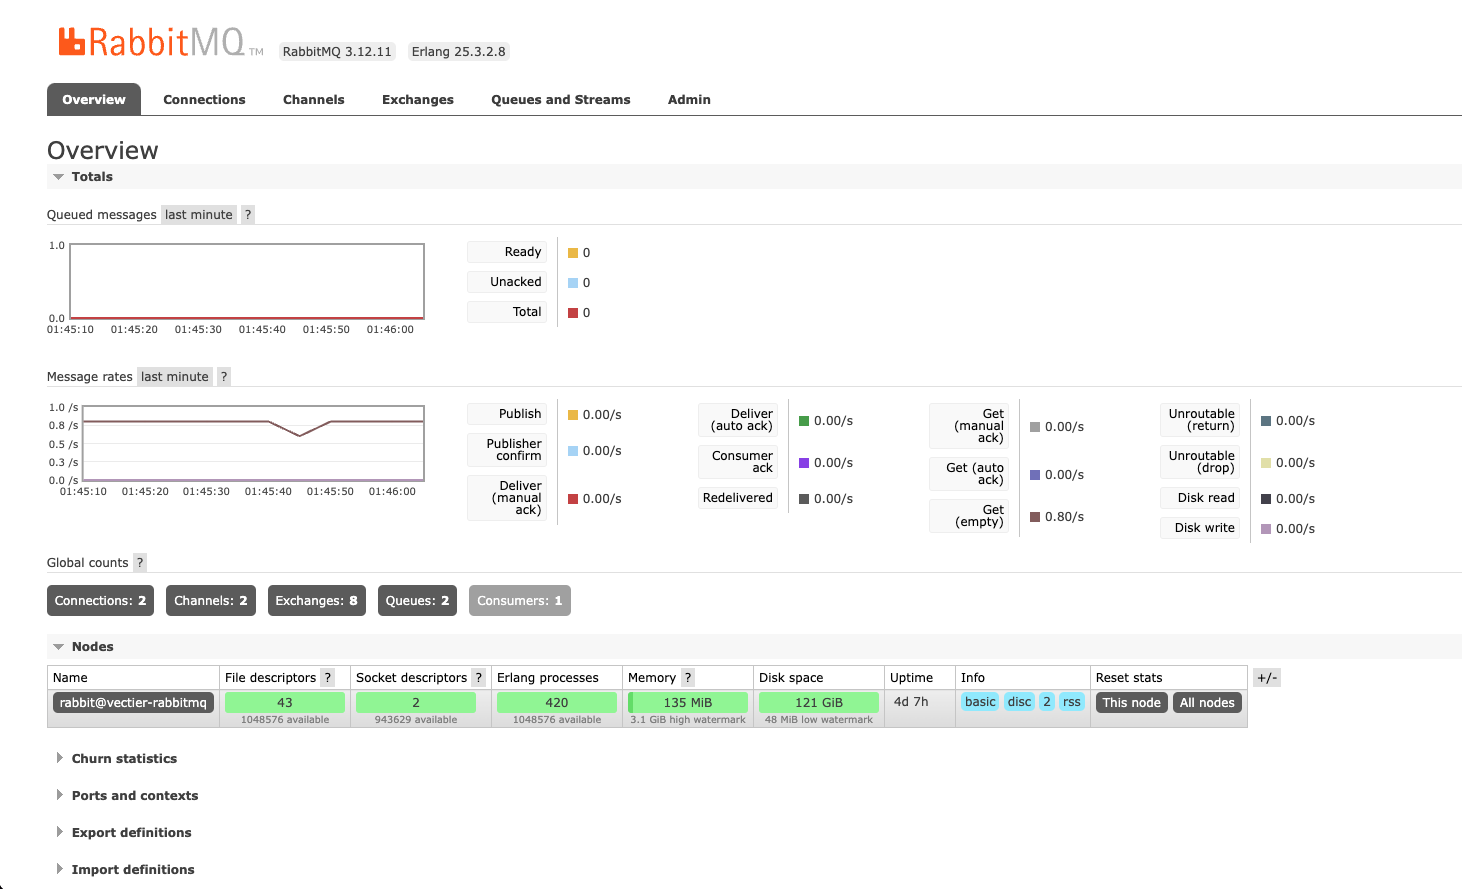 RabbitMQ TM RabbitMQ 3.12.11 Erlang 25.3.2.8
Overview Connections Channels Exchanges Queues and Streams Admin
Overview
Totals
Queued messages last minute ?
1.0
0.0
01:45:10 01:45:20 01:45:30 01:45:40 01:45:50 01:46:00
Ready 0
Unacked 0
Total 0
Message rates last minute ?
1.0 /s
0.8 /s
0.5 /s
0.3 /s
0.0 /s
01:45:10 01:45:20 01:45:30 01:45:40 01:45:50 01:46:00
Publish 0.00/s
Publisher
confirm 0.00/s
Deliver
(manual
ack) 0.00/s
Deliver
(auto ack) 0.00/s
Consumer
ack 0.00/s
Redelivered 0.00/s
Get
(manual
ack) 0.00/s
Get (auto
ack) 0.00/s
Get
(empty) 0.80/s
Unroutable
(return) 0.00/s
Unroutable
(drop) 0.00/s
Disk read 0.00/s
Disk write 0.00/s
Global counts ?
Connections: 2 Channels: 2 Exchanges: 8 Queues: 2 Consumers: 1
Nodes
Name File descriptors ? Socket descriptors ? Erlang processes Memory ? Disk space Uptime Info Reset stats +/-
rabbit@vectier-rabbitmq 43 2 420 135 MiB 121 GiB 4d 7h basic disc 2 rss This node All nodes
1048576 available 943629 available 1048576 available 3.1 GiB high watermark 48 MiB low watermark
Churn statistics
Ports and contexts
Export definitions
Import definitions